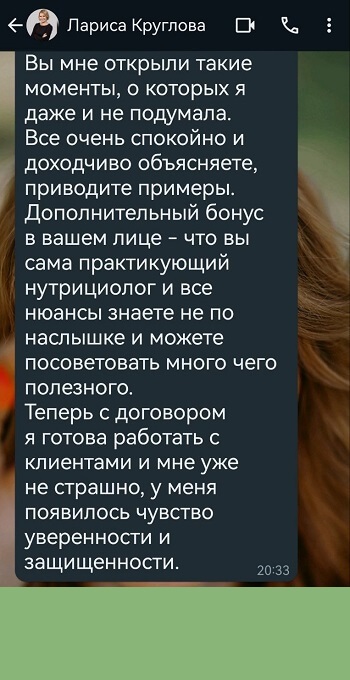 Лариса Круглова
Вы мне открыли такие
моменты, о которых я
даже и не подумала.
Все очень спокойно и
доходчиво объясняете,
приводите примеры.
Дополнительный бонус
в вашем лице - что вы
сама практикующий
нутрициолог и все
нюансы знаете не по
наслышке и можете
посоветовать много чего
полезного.
Теперь с договором
я готова работать с
клиентами и мне уже
не страшно, у меня
появилось чувство
уверенности и
защищенности.
20:33